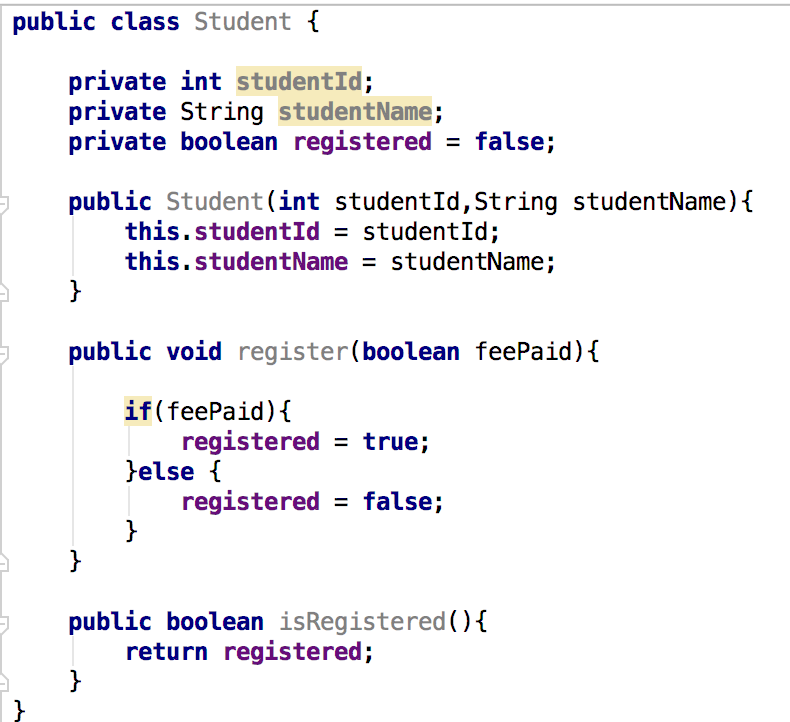 public class Student {
private int studentId;
private String studentName;
private boolean registered = false;
public Student(int studentId,String studentName){
this.studentId = studentId;
this.studentName = studentName;
}
public void register(boolean feePaid){
if(feePaid){
registered = true;
}else {
registered = false;
}
}
public boolean isRegistered(){
return registered;
}
}